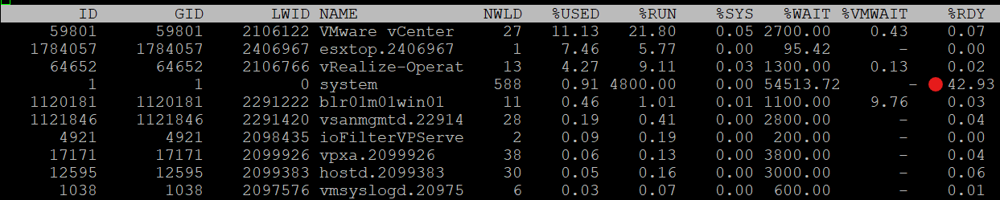 ID GID LWID NAME NWLD %USED %RUN %SYS %WAIT %VMWAIT %RDY
59801 59801 2106122 VMware vCenter 27 11.13 21.80 0.05 2700.00 0.43 0.07
1784057 1784057 2406967 esxtop.2406967 1 7.46 5.77 0.00 95.42 - 0.00
64652 64652 2106766 vRealize-Operat 13 4.27 9.11 0.03 1300.00 0.13 0.02
1 1 0 system 588 0.91 4800.00 0.00 54513.72 - 42.93
1120181 1120181 2291222 blr01m01win01 11 0.46 1.01 0.01 1100.00 9.76 0.03
1121846 1121846 2291420 vsanmgmtd.22914 28 0.19 0.41 0.00 2800.00 - 0.04
4921 4921 2098435 ioFilterVPServe 2 0.09 0.19 0.00 200.00 - 0.00
17171 17171 2099926 vpxa.2099926 38 0.06 0.13 0.00 3800.00 - 0.04
12595 12595 2099383 hostd.2099383 30 0.05 0.16 0.00 3000.00 - 0.06
1038 1038 2097576 vmsyslogd.20975 6 0.03 0.07 0.00 600.00 - 0.01